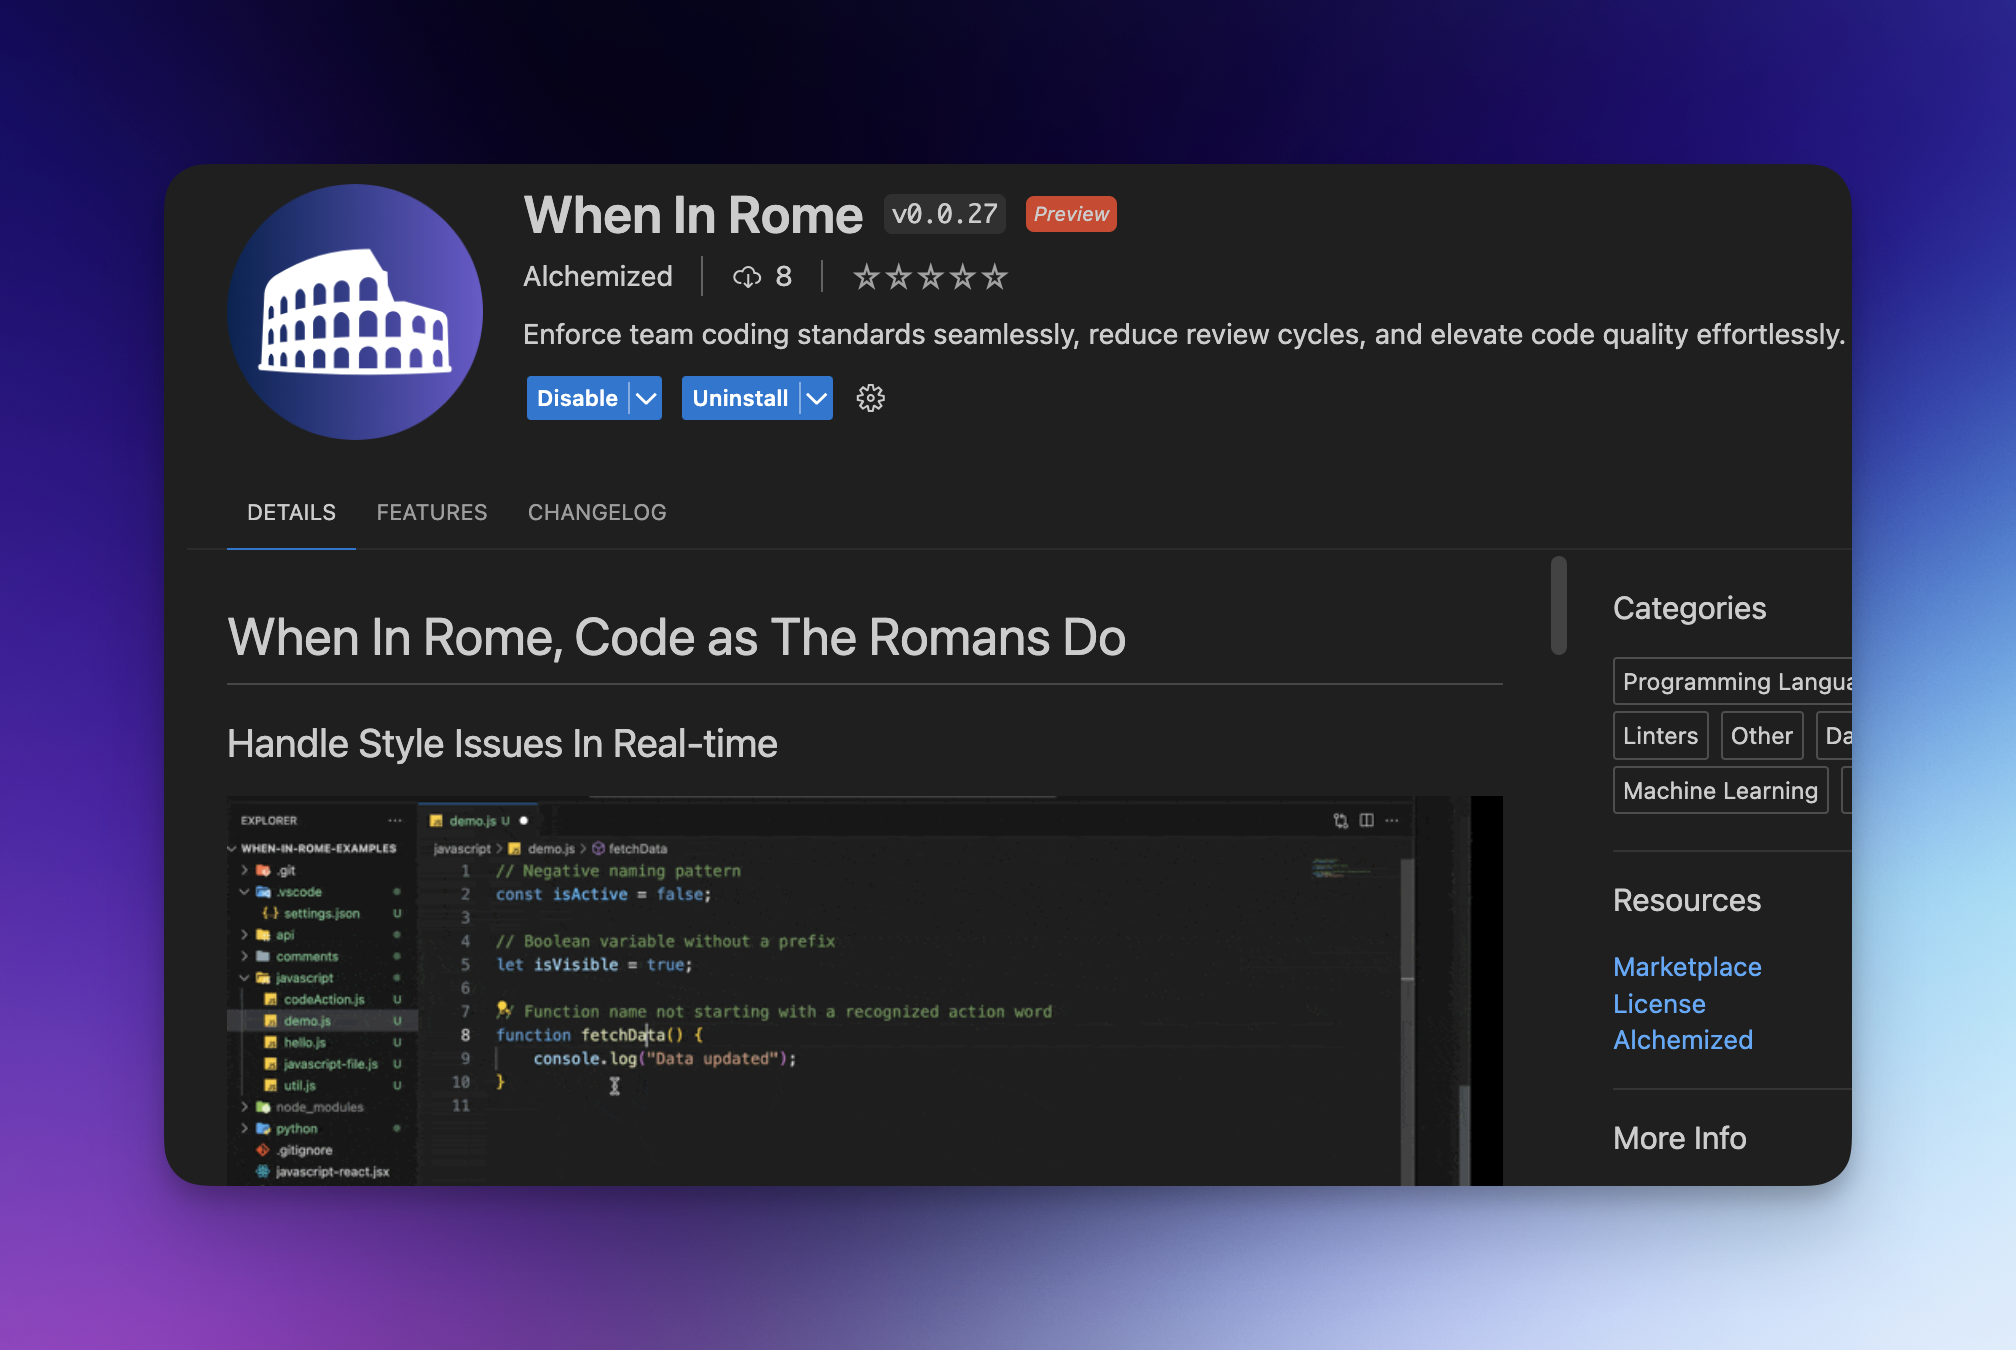 When In Rome v0.0.27 Preview
Alchemized 8
Enforce team coding standards seamlessly, reduce review cycles, and elevate code quality effortlessly.
Disable Uninstall
DETAILS FEATURES CHANGELOG
When In Rome, Code as The Romans Do
Handle Style Issues In Real-time
EXPLORER ···
WHEN-IN-ROME-EXAMPLES
.git
.vscode
{..} settings.json U
api
comments
javascript
codeAction.js U
demo.js U
hello.js U
javascript-file.js U
util.js U
node_modules
python
.gitignore
javascript-react.jsx
demo.js U
javascript > demo.js > fetchData
1 // Negative naming pattern
2 const isActive = false;
3
4 // Boolean variable without a prefix
5 let isVisible = true;
6
7 // Function name not starting with a recognized action word
8 function fetchData() {
9 console.log("Data updated");
10 }
11
Categories
Programming Langua
Linters Other Da
Machine Learning
Resources
Marketplace
License
Alchemized
More Info